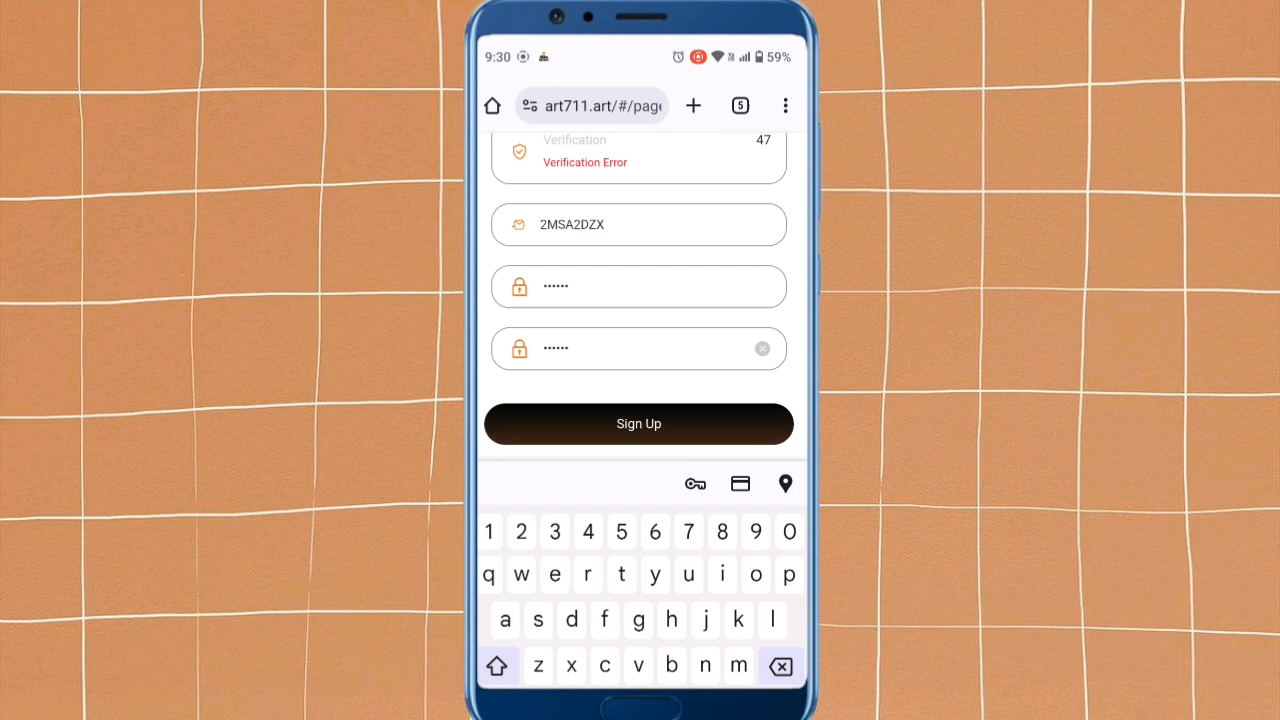 9:30 59%
art711.art/#/page 5
Verification 47
Verification Error
2MSA2DZX
••••••
••••••
Sign Up
1 2 3 4 5 6 7 8 9 0
q w e r t y u i o p
a s d f g h j k l
z x c v b n m